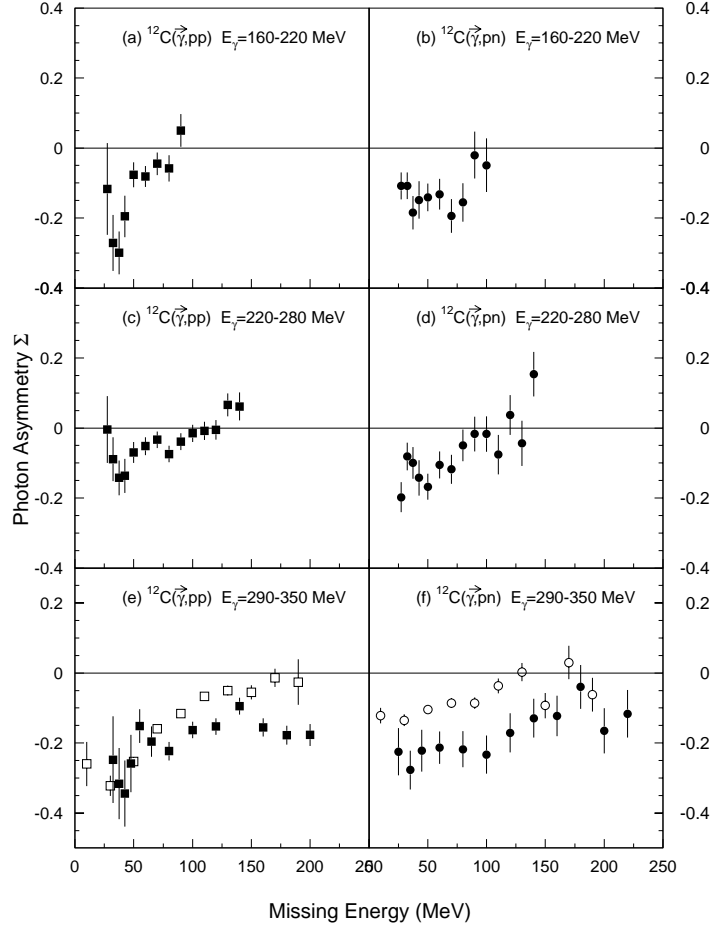 (a) ¹²C(γ⃗,pp) Eγ=160-220 MeV
(b) ¹²C(γ⃗,pn) Eγ=160-220 MeV
0.4
0.2
0
-0.2
-0.4
0.4
0.2
0
-0.2
-0.4
(c) ¹²C(γ⃗,pp) Eγ=220-280 MeV
(d) ¹²C(γ⃗,pn) Eγ=220-280 MeV
0.2
0
-0.2
-0.4
0.2
0
-0.2
-0.4
Photon Asymmetry Σ
(e) ¹²C(γ⃗,pp) Eγ=290-350 MeV
(f) ¹²C(γ⃗,pn) Eγ=290-350 MeV
0.2
0
-0.2
-0.4
0.2
0
-0.2
-0.4
0 50 100 150 200 250
50 100 150 200 250
Missing Energy (MeV)